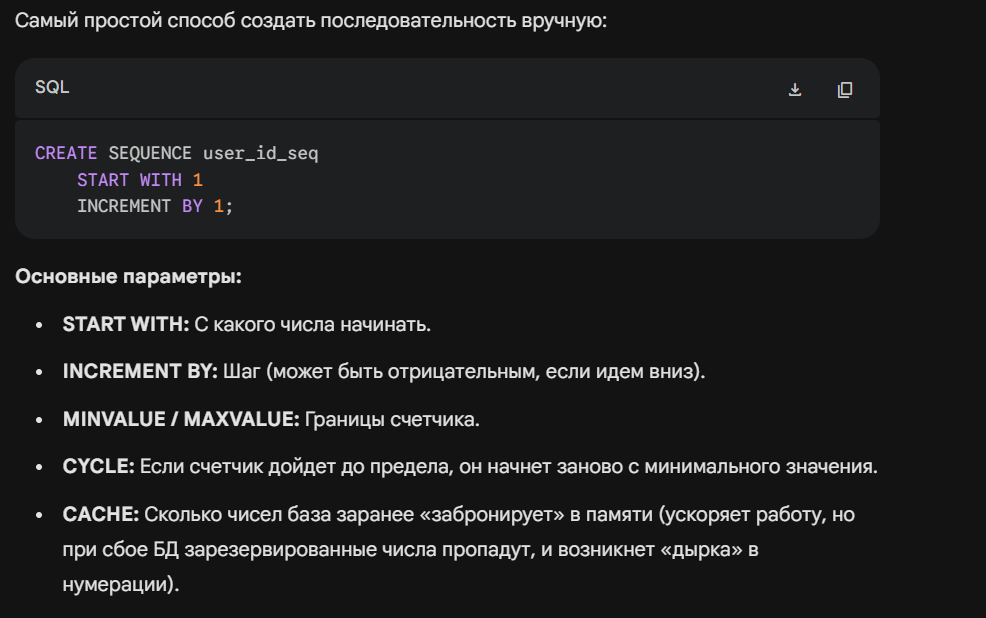 Самый простой способ создать последовательность вручную:
SQL
CREATE SEQUENCE user_id_seq
    START WITH 1
    INCREMENT BY 1;
Основные параметры:
• START WITH: С какого числа начинать.
• INCREMENT BY: Шаг (может быть отрицательным, если идем вниз).
• MINVALUE / MAXVALUE: Границы счетчика.
• CYCLE: Если счетчик дойдет до предела, он начнет заново с минимального значения.
• CACHE: Сколько чисел база заранее «забронирует» в памяти (ускоряет работу, но
при сбое БД зарезервированные числа пропадут, и возникнет «дырка» в
нумерации).